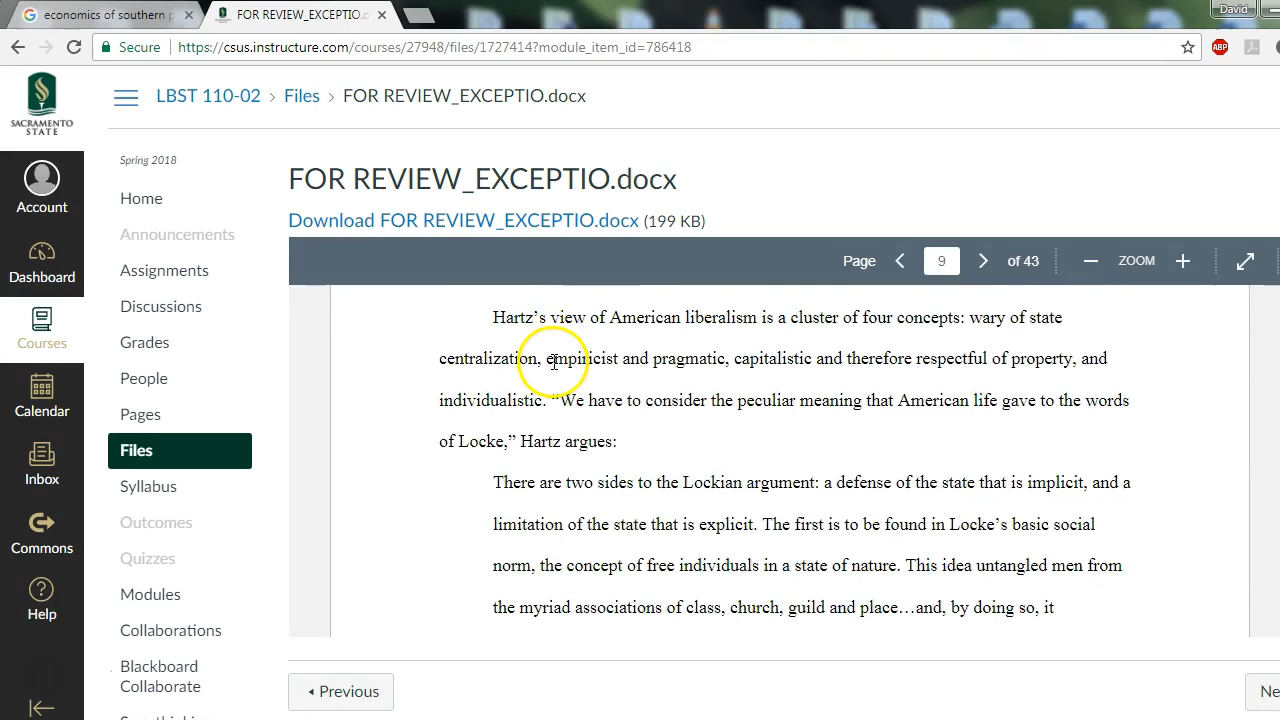 David
economics of southern p
FOR REVIEW_EXCEPTIO.d
Secure
https://csus.instructure.com/courses/27948/files/1727414?module_item_id=786418
ABP
SACRAMENTO
STATE
LBST 110-02 › Files › FOR REVIEW_EXCEPTIO.docx
Account
Dashboard
Courses
Calendar
Inbox
Commons
Help
Spring 2018
Home
Announcements
Assignments
Discussions
Grades
People
Pages
Files
Syllabus
Outcomes
Quizzes
Modules
Collaborations
Blackboard
Collaborate
FOR REVIEW_EXCEPTIO.docx
Download FOR REVIEW_EXCEPTIO.docx (199 KB)
Page 9 of 43 ZOOM
Hartz’s view of American liberalism is a cluster of four concepts: wary of state
centralization, empiricist and pragmatic, capitalistic and therefore respectful of property, and
individualistic. “We have to consider the peculiar meaning that American life gave to the words
of Locke,” Hartz argues:
There are two sides to the Lockian argument: a defense of the state that is implicit, and a
limitation of the state that is explicit. The first is to be found in Locke’s basic social
norm, the concept of free individuals in a state of nature. This idea untangled men from
the myriad associations of class, church, guild and place…and, by doing so, it
Previous
Ne